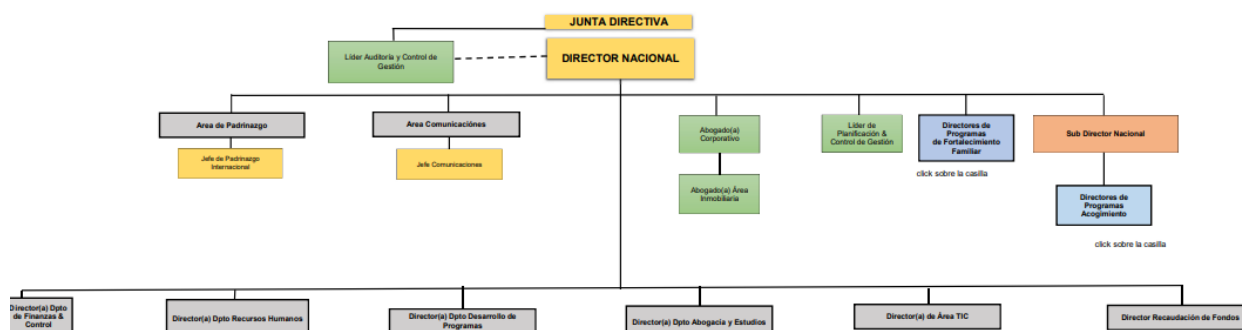 JUNTA DIRECTIVA
Líder Auditoría y Control de
Gestión
DIRECTOR NACIONAL
Area de Padrinazgo
Area Comunicaciónes
Abogado(a)
Corporativo
Líder de
Planificación &
Control de Gestión
Directores de
Programas
de Fortalecimiento
Familiar
Sub Director Nacional
Jefe de Padrinazgo
Internacional
Jefe Comunicaciones
click sobre la casilla
Abogado(a) Área
Inmobiliaria
Directores de
Programas
Acogimiento
click sobre la casilla
Director(a) Dpto
de Finanzas &
Control
Director(a) Dpto Recursos Humanos
Director(a) Dpto Desarrollo de
Programas
Director(a) Dpto Abogacía y Estudios
Director(a) de Área TIC
Director Recaudación de Fondos